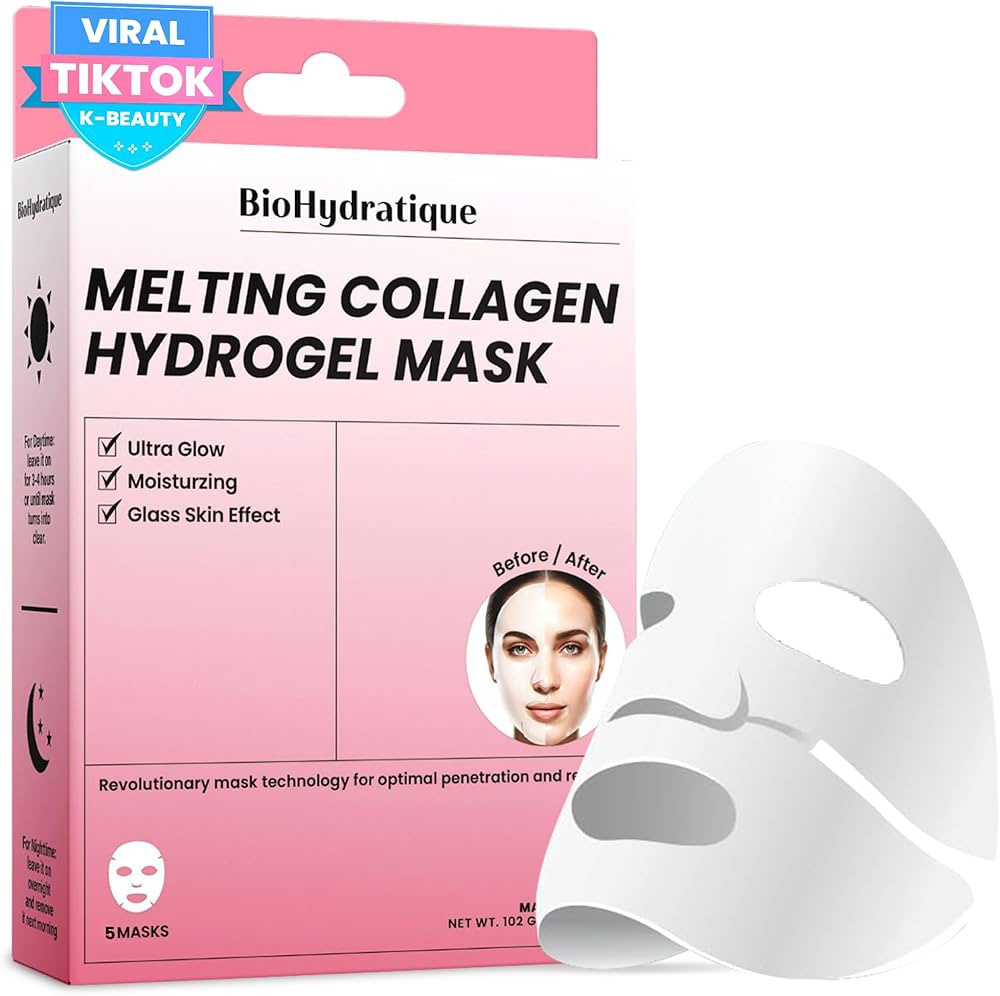 VIRAL
TIKTOK
K-BEAUTY
BioHydratique
MELTING COLLAGEN
HYDROGEL MASK
Ultra Glow
Moisturzing
Glass Skin Effect
Before / After
Revolutionary mask technology for optimal penetration and
5 MASKS
NET WT. 102 G
BioHydratique
For Daytime:
leave it on
for 3-4 hours
or until mask
turns into
clear.
For Nighttime:
leave it on
overnight
and remove
it next morning